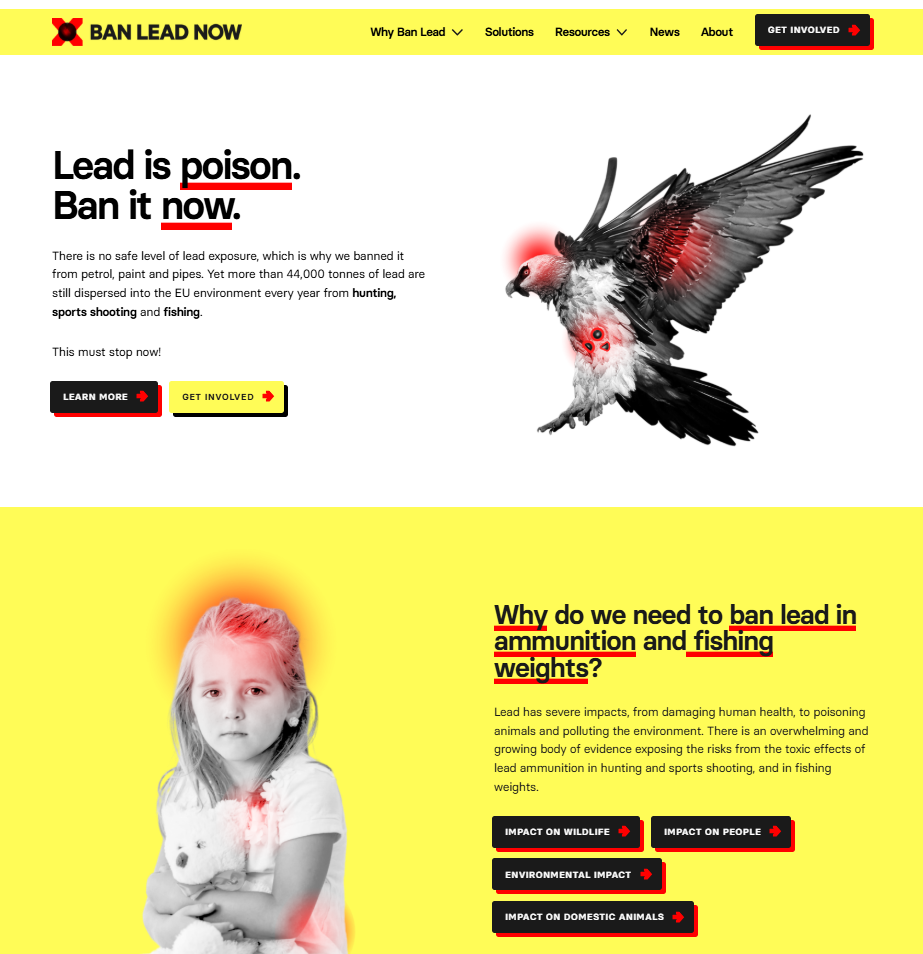 BAN LEAD NOW
Why Ban Lead
Solutions
Resources
News
About
GET INVOLVED
Lead is poison.
Ban it now.
There is no safe level of lead exposure, which is why we banned it
from petrol, paint and pipes. Yet more than 44,000 tonnes of lead are
still dispersed into the EU environment every year from hunting,
sports shooting and fishing.
This must stop now!
LEARN MORE
GET INVOLVED
Why do we need to ban lead in
ammunition and fishing
weights?
Lead has severe impacts, from damaging human health, to poisoning
animals and polluting the environment. There is an overwhelming and
growing body of evidence exposing the risks from the toxic effects of
lead ammunition in hunting and sports shooting, and in fishing
weights.
IMPACT ON WILDLIFE
IMPACT ON PEOPLE
ENVIRONMENTAL IMPACT
IMPACT ON DOMESTIC ANIMALS